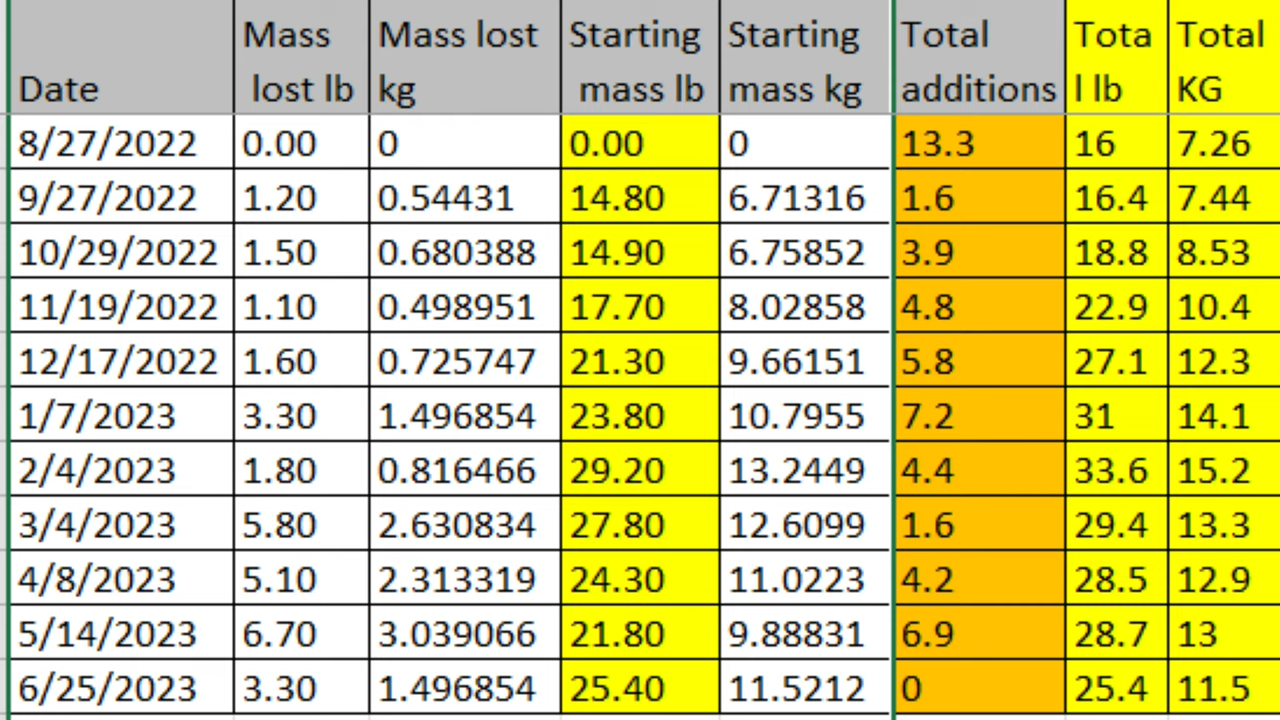 Date Mass lost lb Mass lost kg Starting mass lb Starting mass kg Total additions Tota l lb Total KG
8/27/2022 0.00 0 0.00 0 13.3 16 7.26
9/27/2022 1.20 0.54431 14.80 6.71316 1.6 16.4 7.44
10/29/2022 1.50 0.680388 14.90 6.75852 3.9 18.8 8.53
11/19/2022 1.10 0.498951 17.70 8.02858 4.8 22.9 10.4
12/17/2022 1.60 0.725747 21.30 9.66151 5.8 27.1 12.3
1/7/2023 3.30 1.496854 23.80 10.7955 7.2 31 14.1
2/4/2023 1.80 0.816466 29.20 13.2449 4.4 33.6 15.2
3/4/2023 5.80 2.630834 27.80 12.6099 1.6 29.4 13.3
4/8/2023 5.10 2.313319 24.30 11.0223 4.2 28.5 12.9
5/14/2023 6.70 3.039066 21.80 9.88831 6.9 28.7 13
6/25/2023 3.30 1.496854 25.40 11.5212 0 25.4 11.5